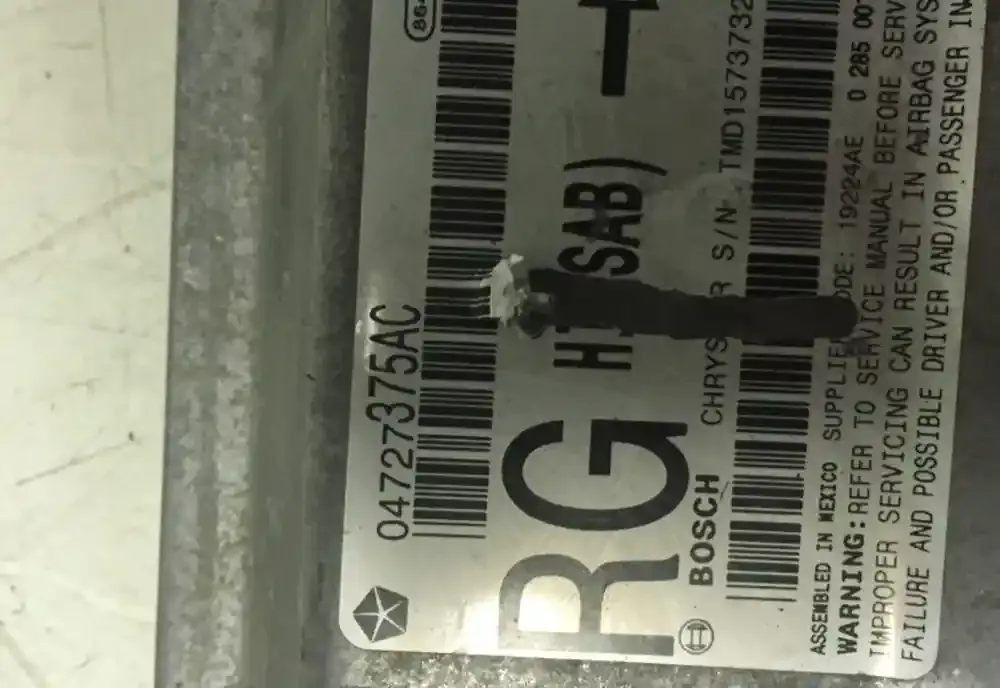 864
04727375AC
RG H SAB)
BOSCH CHRYS R S/N TMD1573732
ASSEMBLED IN MEXICO SUPPLIE ODE: 19224AE 0 285 00
WARNING: REFER TO SERVICE MANUAL BEFORE SERV
IMPROPER SERVICING CAN RESULT IN AIRBAG SYS
FAILURE AND POSSIBLE DRIVER AND/OR PASSENGER IN